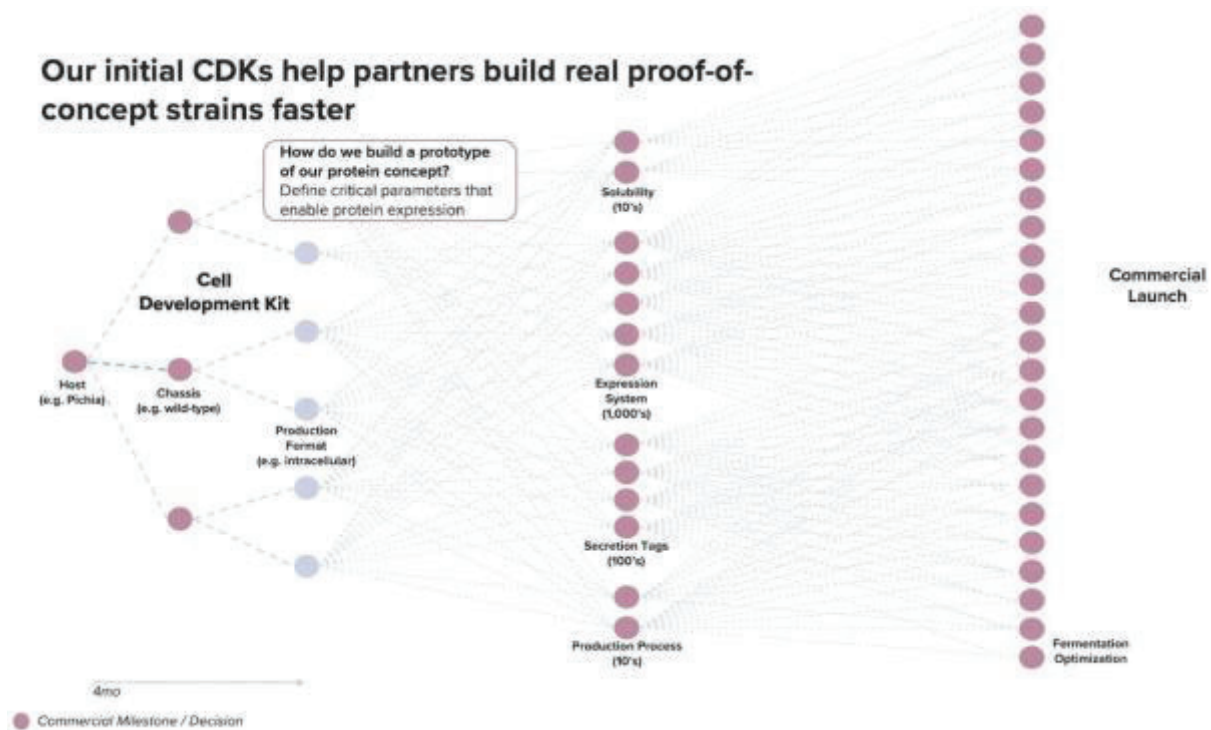 Our initial CDKs help partners build real proof-of-
concept strains faster
How do we build a prototype
of our protein concept?
Define critical parameters that
enable protein expression
Cell
Development Kit
Host
(e.g. Pichia)
Chassis
(e.g. wild-type)
Production
Format
(e.g. intracellular)
Solubility
(10's)
Expression
System
(1,000's)
Secretion Tags
(100's)
Production Process
(10's)
Commercial
Launch
Fermentation
Optimization
4mo
Commercial Milestone / Decision